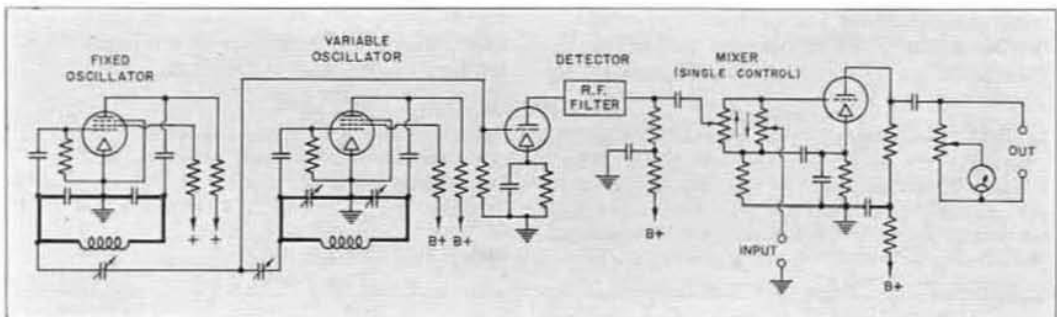 FIXED
OSCILLATOR
VARIABLE
OSCILLATOR
DETECTOR
R.F.
FILTER
MIXER
(SINGLE CONTROL)
+ +
B+ B+
B+
INPUT
OUT
B+